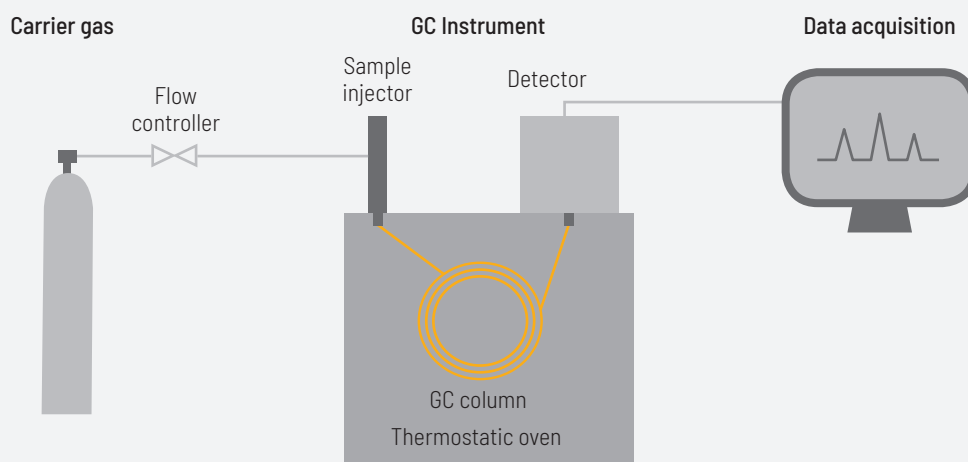 Carrier gas
GC Instrument
Data acquisition
Flow
controller
Sample
injector
Detector
GC column
Thermostatic oven